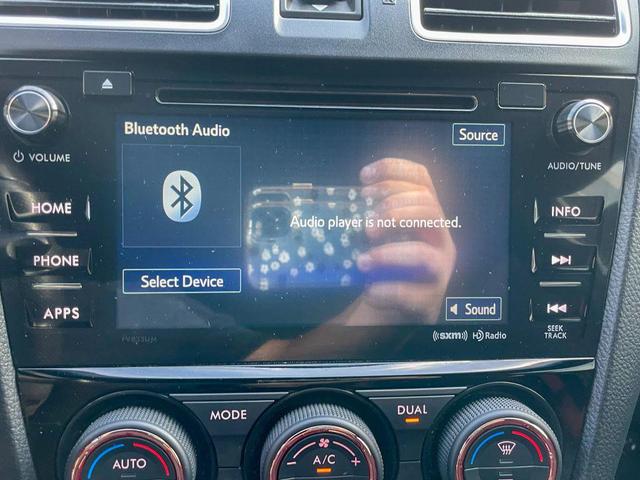 Bluetooth Audio
Source
VOLUME
AUDIO/TUNE
HOME
INFO
Audio player is not connected.
PHONE
Select Device
APPS
Sound
SEEK
TRACK
((sxm)) HD Radio
MODE
DUAL
AUTO
A/C